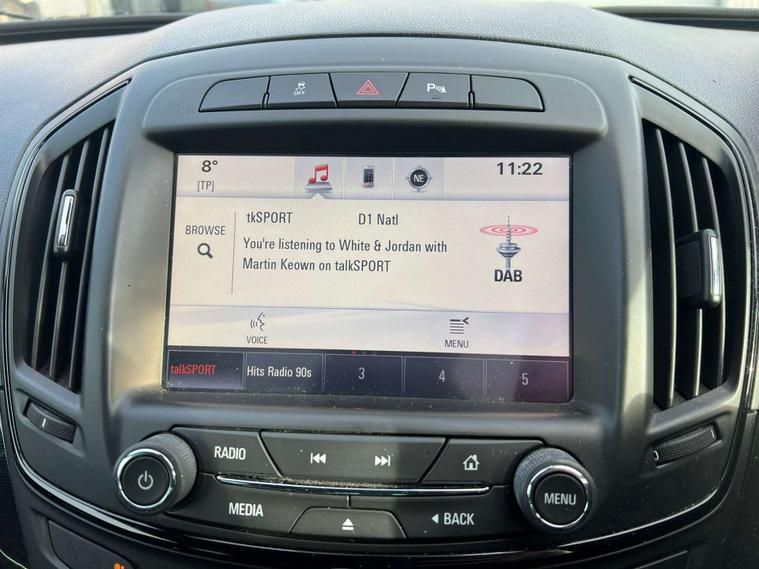 OFF
P
8° 11:22
[TP] NE
tkSPORT D1 Natl
BROWSE
You're listening to White & Jordan with
Martin Keown on talkSPORT
DAB
VOICE MENU
talkSPORT Hits Radio 90s 3 4 5
RADIO
MENU
MEDIA
BACK